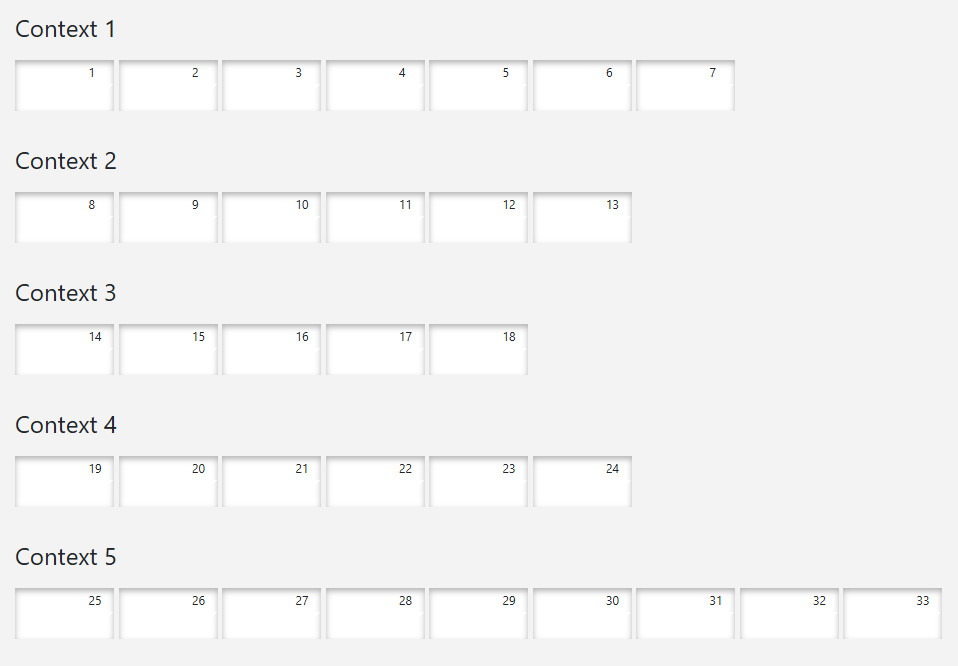 Context 1
1 2 3 4 5 6 7
Context 2
8 9 10 11 12 13
Context 3
14 15 16 17 18
Context 4
19 20 21 22 23 24
Context 5
25 26 27 28 29 30 31 32 33